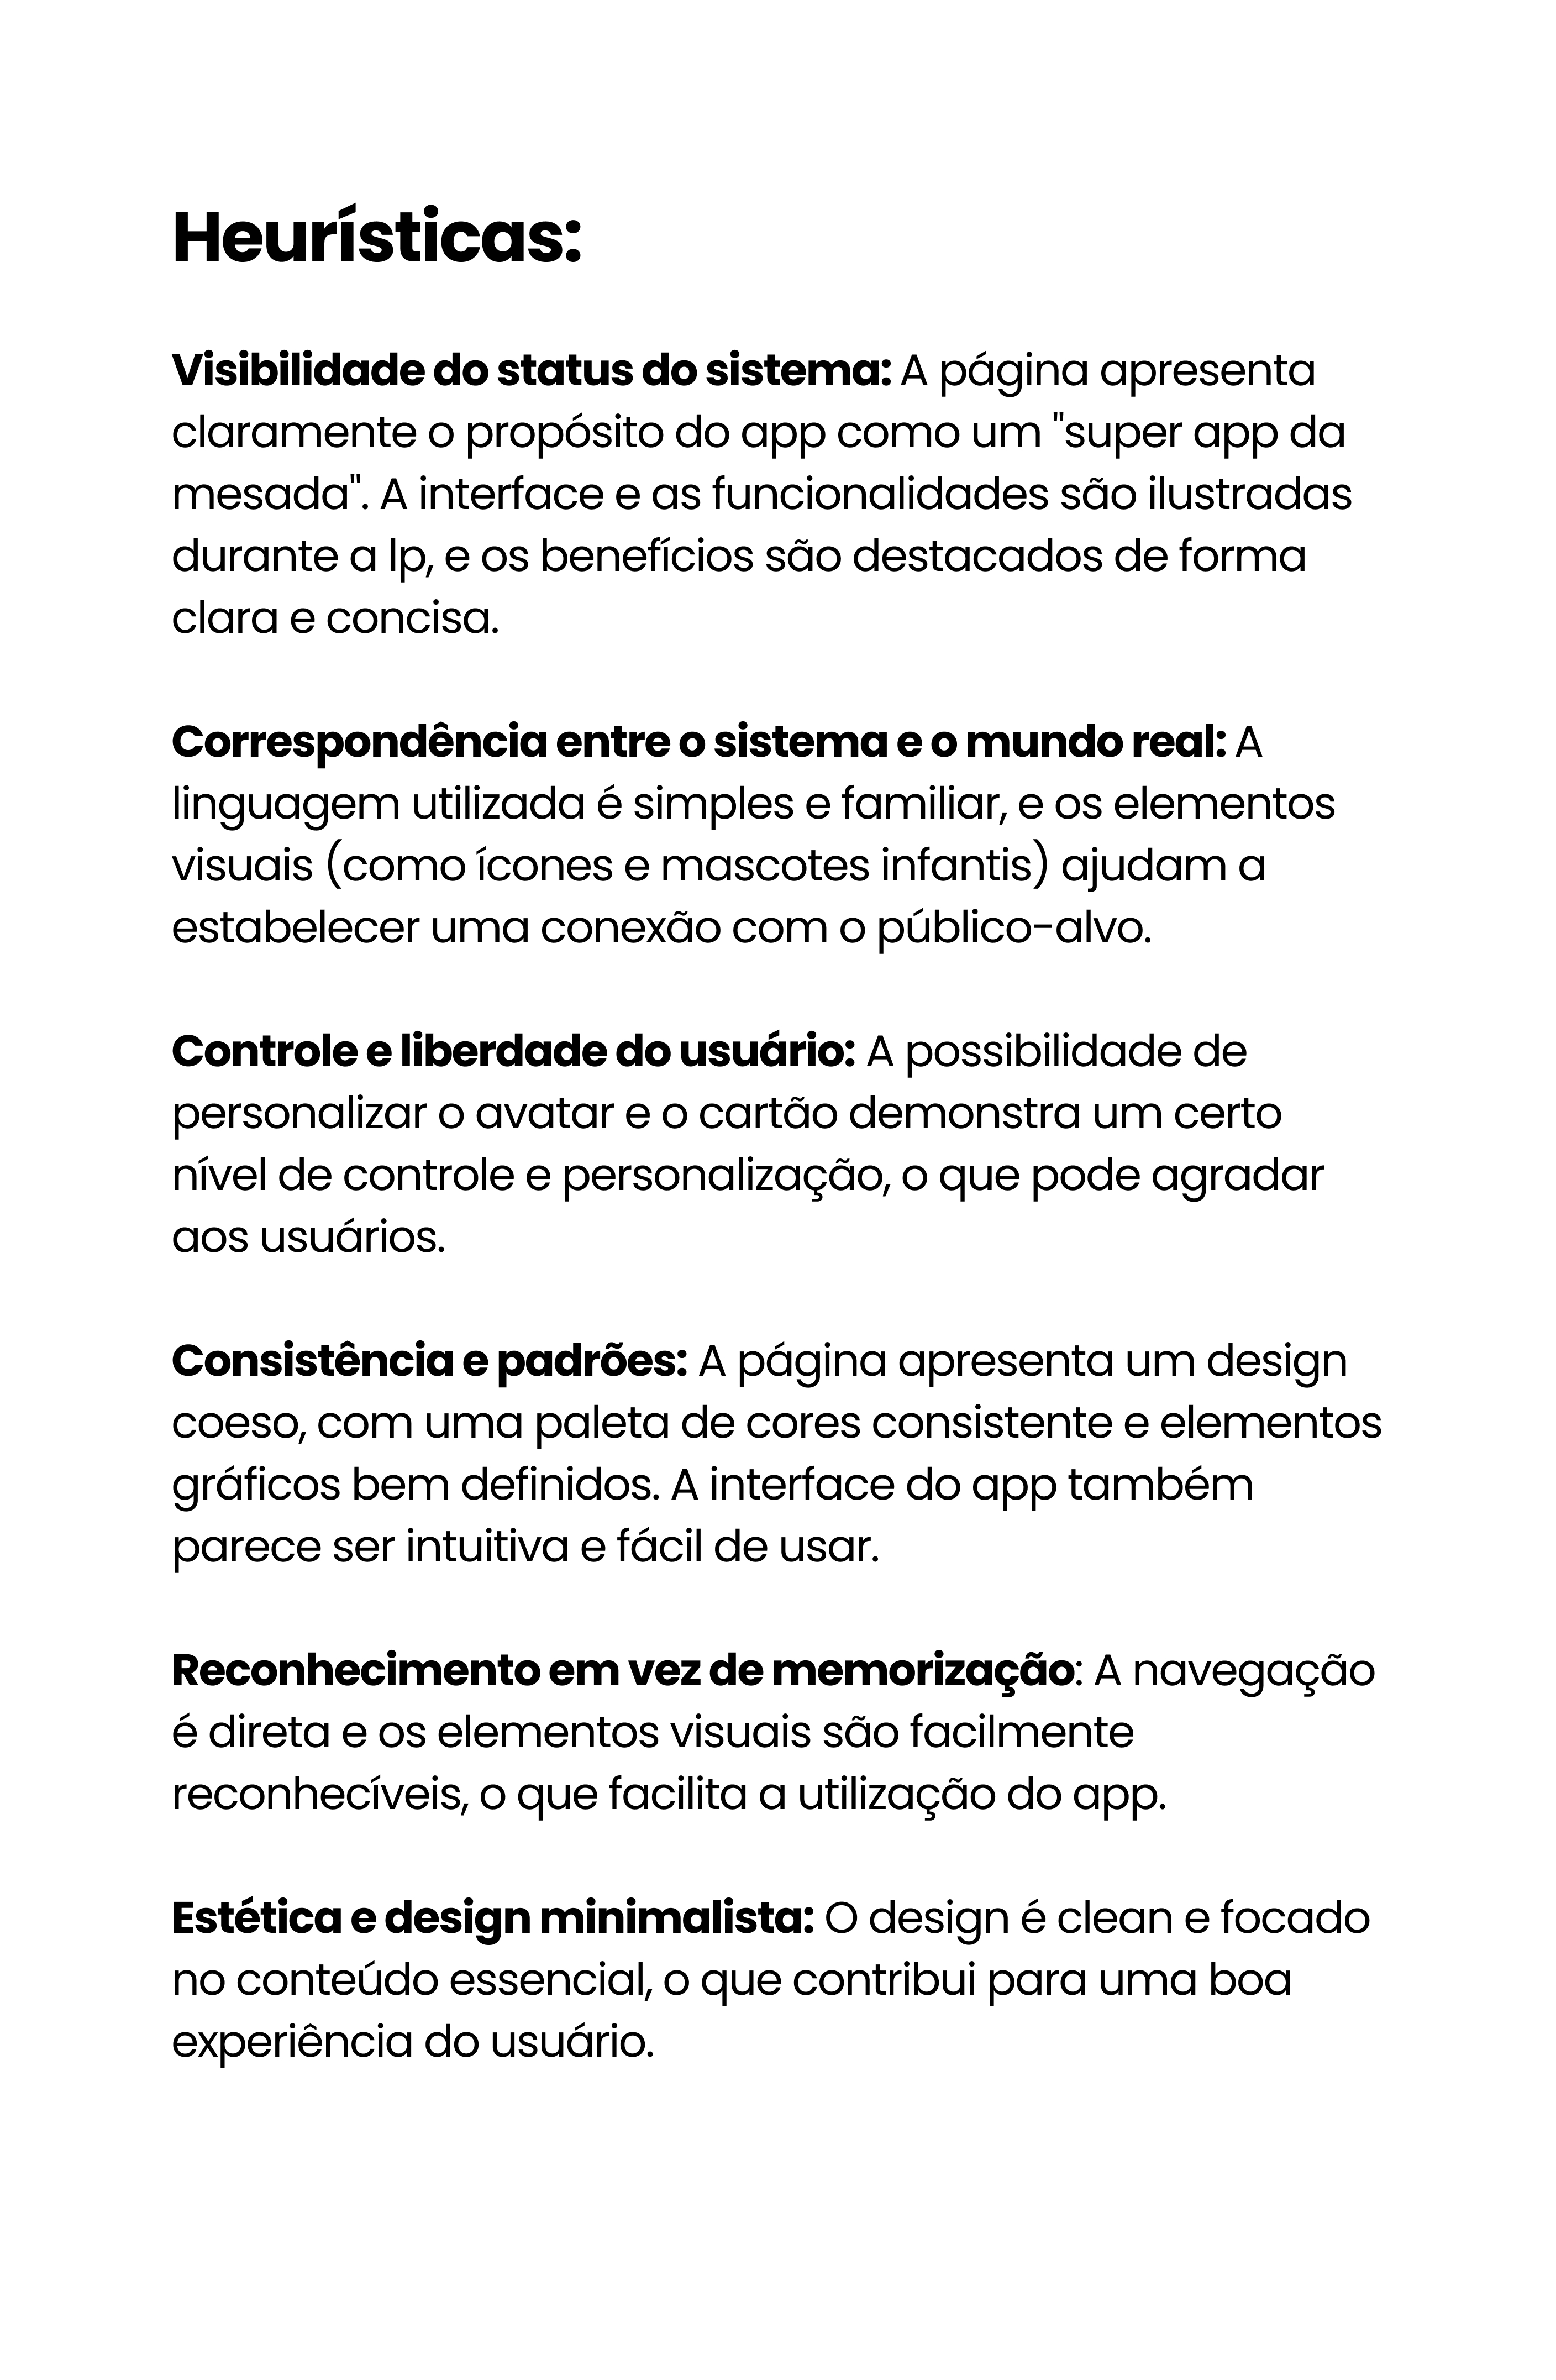 Heurísticas:
Visibilidade do status do sistema: A página apresenta
claramente o propósito do app como um "super app da
mesada". A interface e as funcionalidades são ilustradas
durante a lp, e os benefícios são destacados de forma
clara e concisa.
Correspondência entre o sistema e o mundo real: A
linguagem utilizada é simples e familiar, e os elementos
visuais (como ícones e mascotes infantis) ajudam a
estabelecer uma conexão com o público-alvo.
Controle e liberdade do usuário: A possibilidade de
personalizar o avatar e o cartão demonstra um certo
nível de controle e personalização, o que pode agradar
aos usuários.
Consistência e padrões: A página apresenta um design
coeso, com uma paleta de cores consistente e elementos
gráficos bem definidos. A interface do app também
parece ser intuitiva e fácil de usar.
Reconhecimento em vez de memorização: A navegação
é direta e os elementos visuais são facilmente
reconhecíveis, o que facilita a utilização do app.
Estética e design minimalista: O design é clean e focado
no conteúdo essencial, o que contribui para uma boa
experiência do usuário.